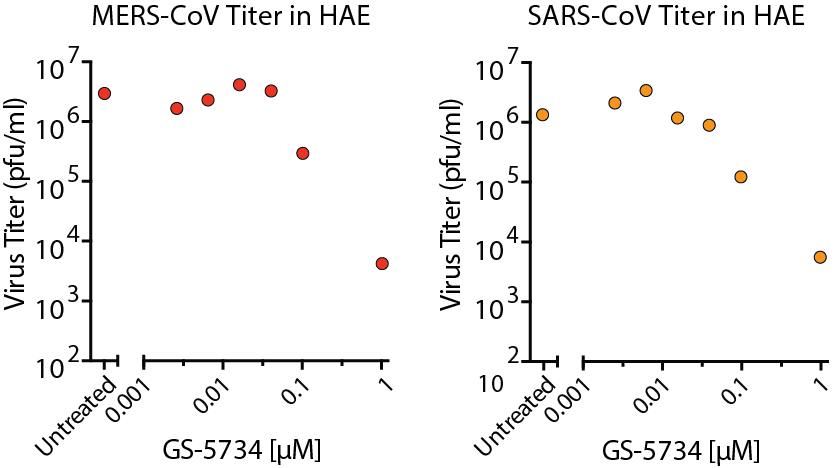 MERS-CoV Titer in HAE
Virus Titer (pfu/ml)
10^7
10^6
10^5
10^4
10^3
10^2
Untreated
0.001
0.01
0.1
1
GS-5734 [µM]
SARS-CoV Titer in HAE
Virus Titer (pfu/ml)
10^7
10^6
10^5
10^4
10^3
10^2
Untreated
0.001
0.01
0.1
1
GS-5734 [µM]